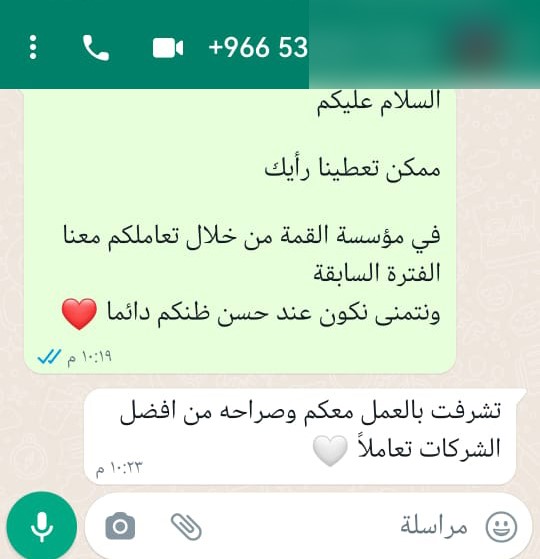 +966 53
السلام عليكم
ممكن تعطينا رأيك
في مؤسسة القمة من خلال تعاملكم معنا
الفترة السابقة
ونتمنى نكون عند حسن ظنكم دائما ❤️
١٠:١٩ م
تشرفت بالعمل معكم وصراحه من افضل
الشركات تعاملاً 🤍
١٠:٢٣ م
مراسلة